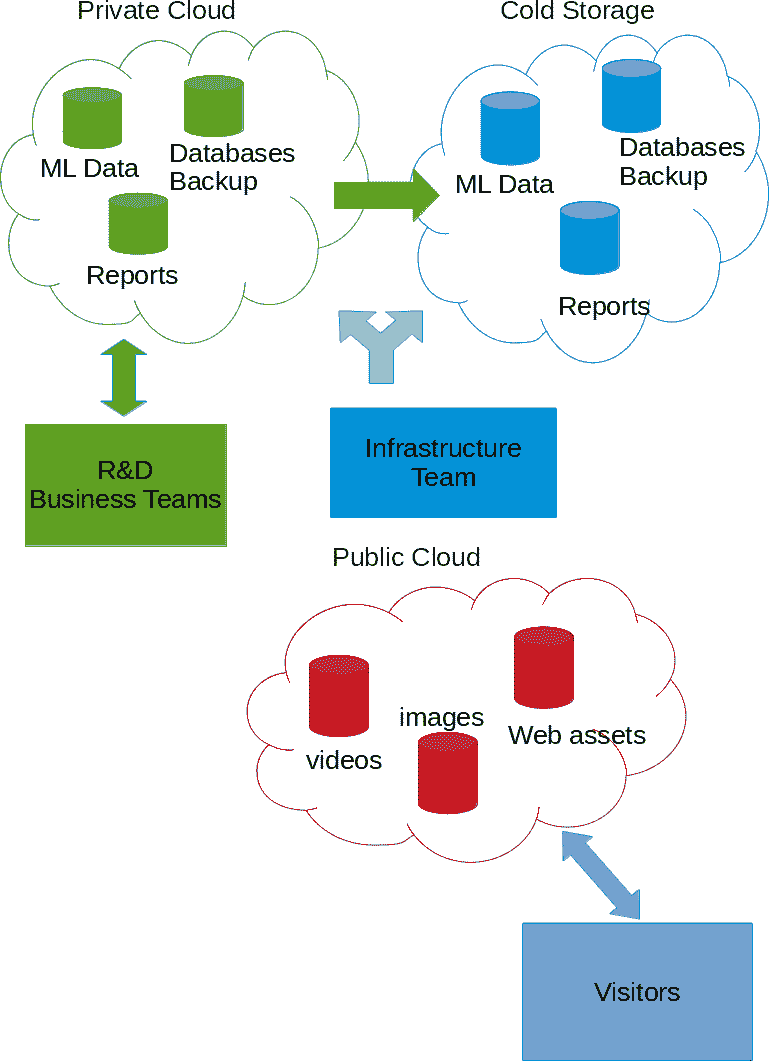 Private Cloud
Cold Storage
ML Data
Databases
Backup
Reports
ML Data
Databases
Backup
Reports
R&D
Business Teams
Infrastructure
Team
Public Cloud
videos
images
Web assets
Visitors